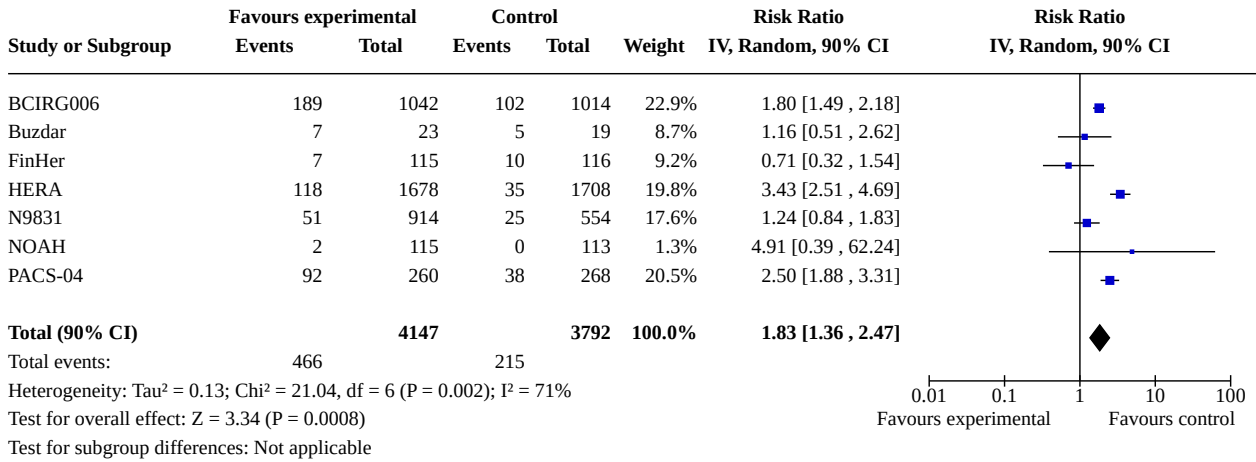 Favours experimental Control Risk Ratio Risk Ratio
Study or Subgroup Events Total Events Total Weight IV, Random, 90% CI IV, Random, 90% CI
BCIRG006 189 1042 102 1014 22.9% 1.80 [1.49 , 2.18]
Buzdar 7 23 5 19 8.7% 1.16 [0.51 , 2.62]
FinHer 7 115 10 116 9.2% 0.71 [0.32 , 1.54]
HERA 118 1678 35 1708 19.8% 3.43 [2.51 , 4.69]
N9831 51 914 25 554 17.6% 1.24 [0.84 , 1.83]
NOAH 2 115 0 113 1.3% 4.91 [0.39 , 62.24]
PACS-04 92 260 38 268 20.5% 2.50 [1.88 , 3.31]
Total (90% CI) 4147 3792 100.0% 1.83 [1.36 , 2.47]
Total events: 466 215
Heterogeneity: Tau² = 0.13; Chi² = 21.04, df = 6 (P = 0.002); I² = 71% 0.01 0.1 1 10 100
Test for overall effect: Z = 3.34 (P = 0.0008) Favours experimental Favours control
Test for subgroup differences: Not applicable